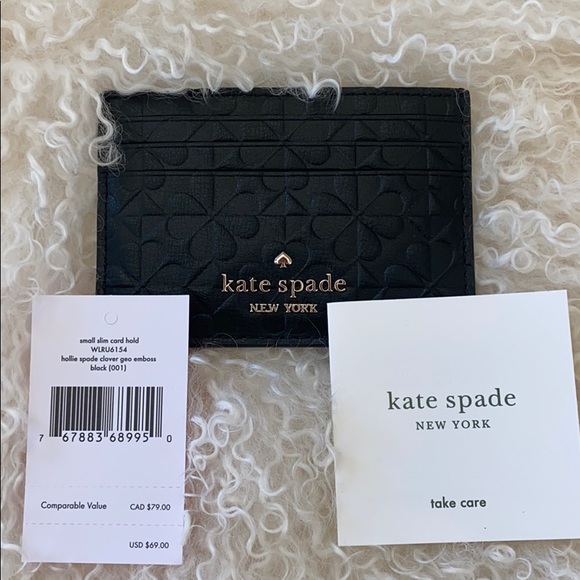 kate spade
NEW YORK
small slim card hold
WLRU6154
hollie spade clover geo emboss
black (001)
7 67883 68995 0
Comparable Value CAD $79.00
USD $69.00
kate spade
NEW YORK
take care